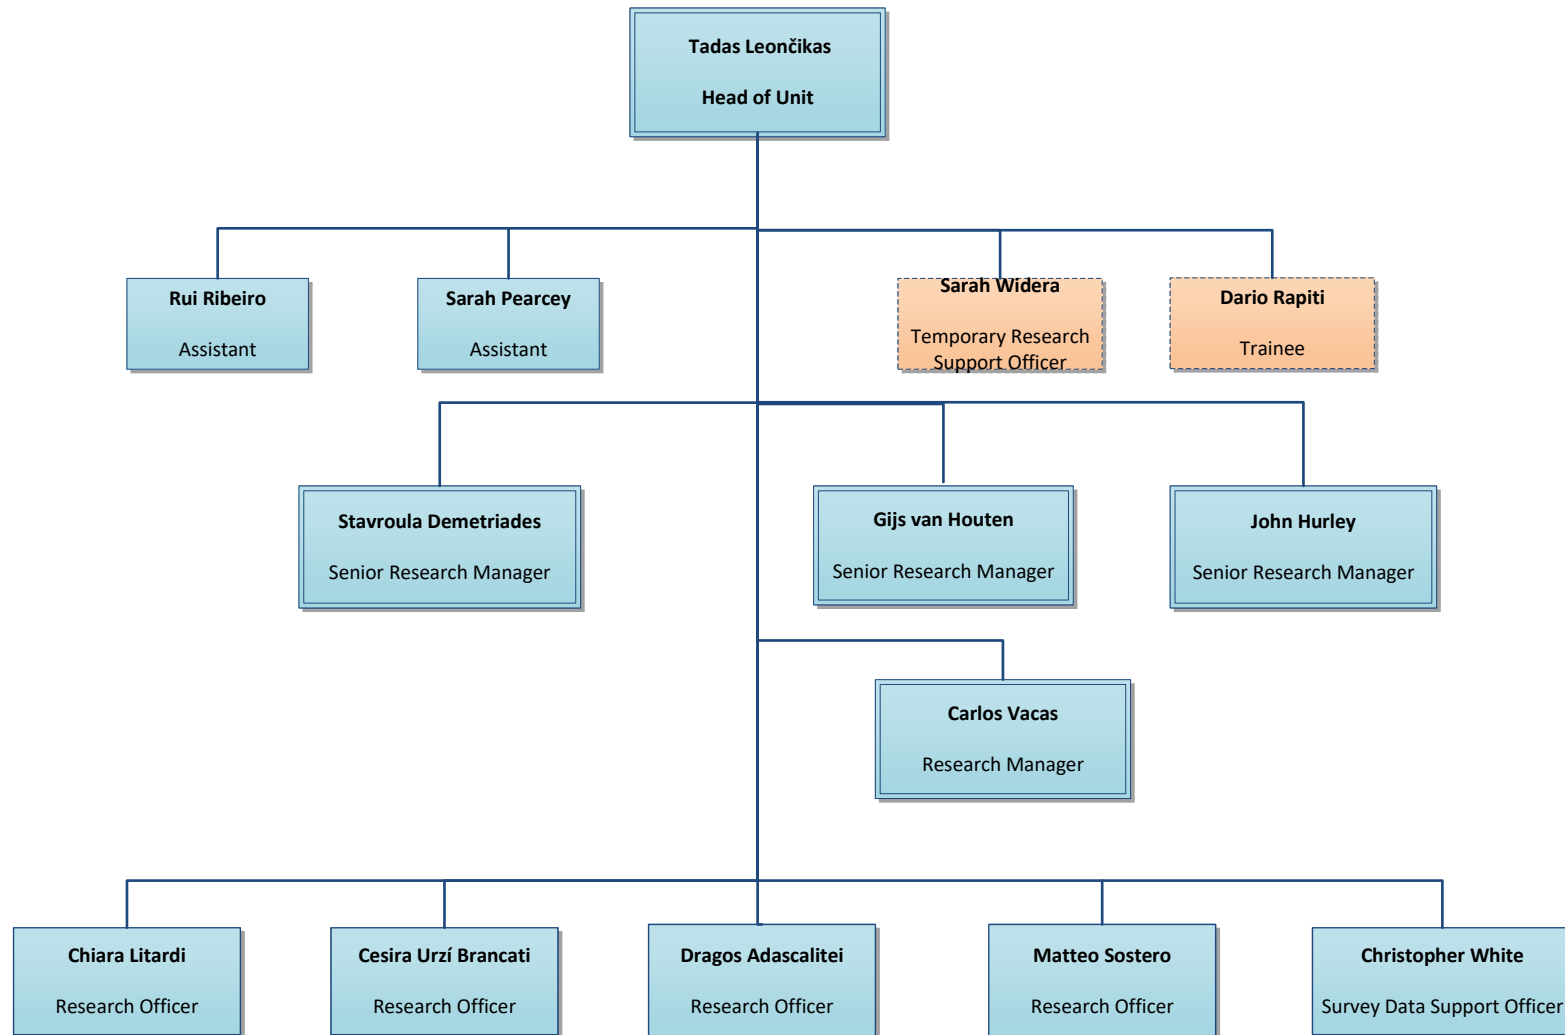 Tadas Leončikas
Head of Unit
Rui Ribeiro
Assistant
Sarah Pearcey
Assistant
Sarah Widera
Temporary Research
Support Officer
Dario Rapiti
Trainee
Stavroula Demetriades
Senior Research Manager
Gijs van Houten
Senior Research Manager
John Hurley
Senior Research Manager
Carlos Vacas
Research Manager
Chiara Litardi
Research Officer
Cesira Urzí Brancati
Research Officer
Dragos Adascalitei
Research Officer
Matteo Sostero
Research Officer
Christopher White
Survey Data Support Officer